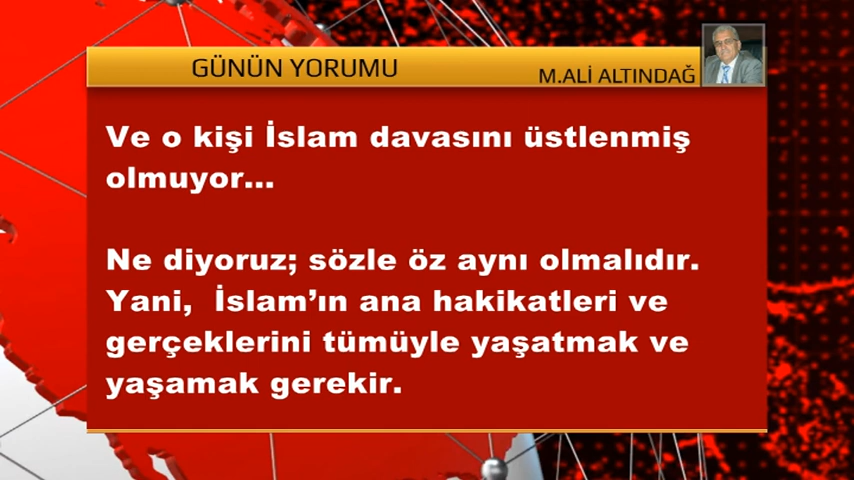 GÜNÜN YORUMU
M.ALİ ALTINDAĞ
Ve o kişi İslam davasını üstlenmiş
olmuyor...
Ne diyoruz; sözle öz aynı olmalıdır.
Yani,  İslam’ın ana hakikatleri ve
gerçeklerini tümüyle yaşatmak ve
yaşamak gerekir.